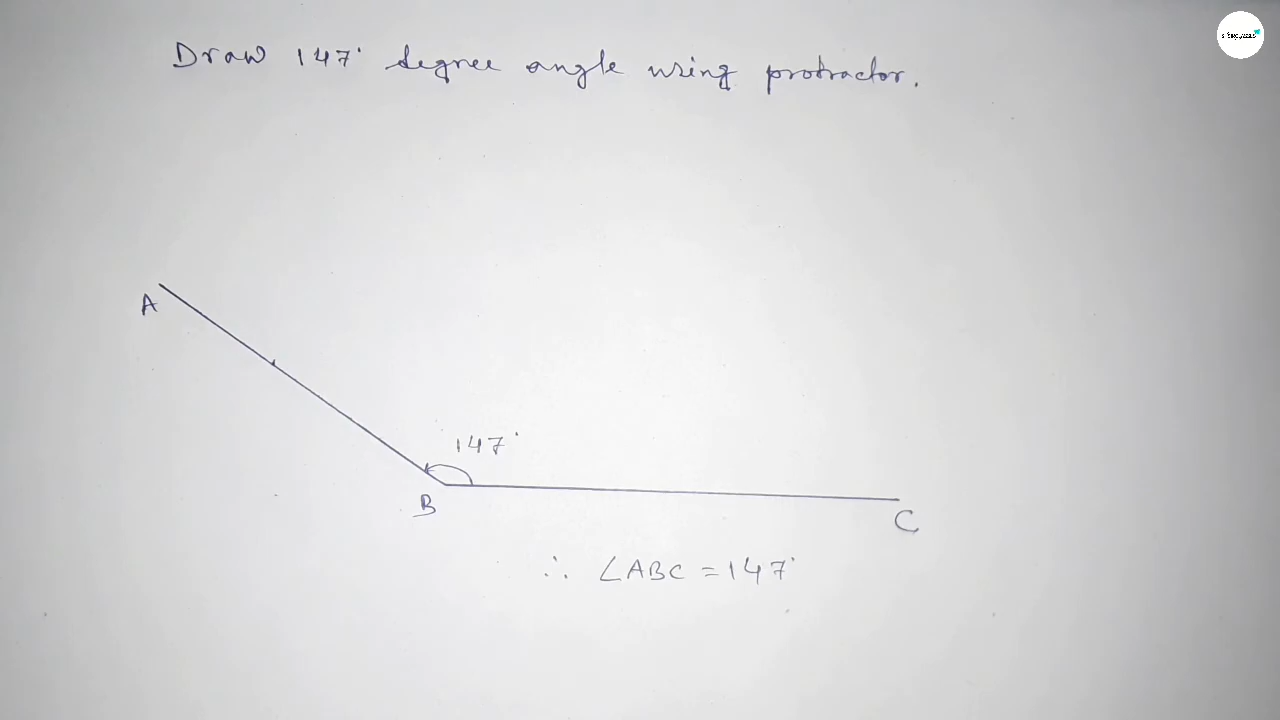 Draw 147° degree angle using protractor.
A
147°
B
C
∴ ∠ABC = 147°